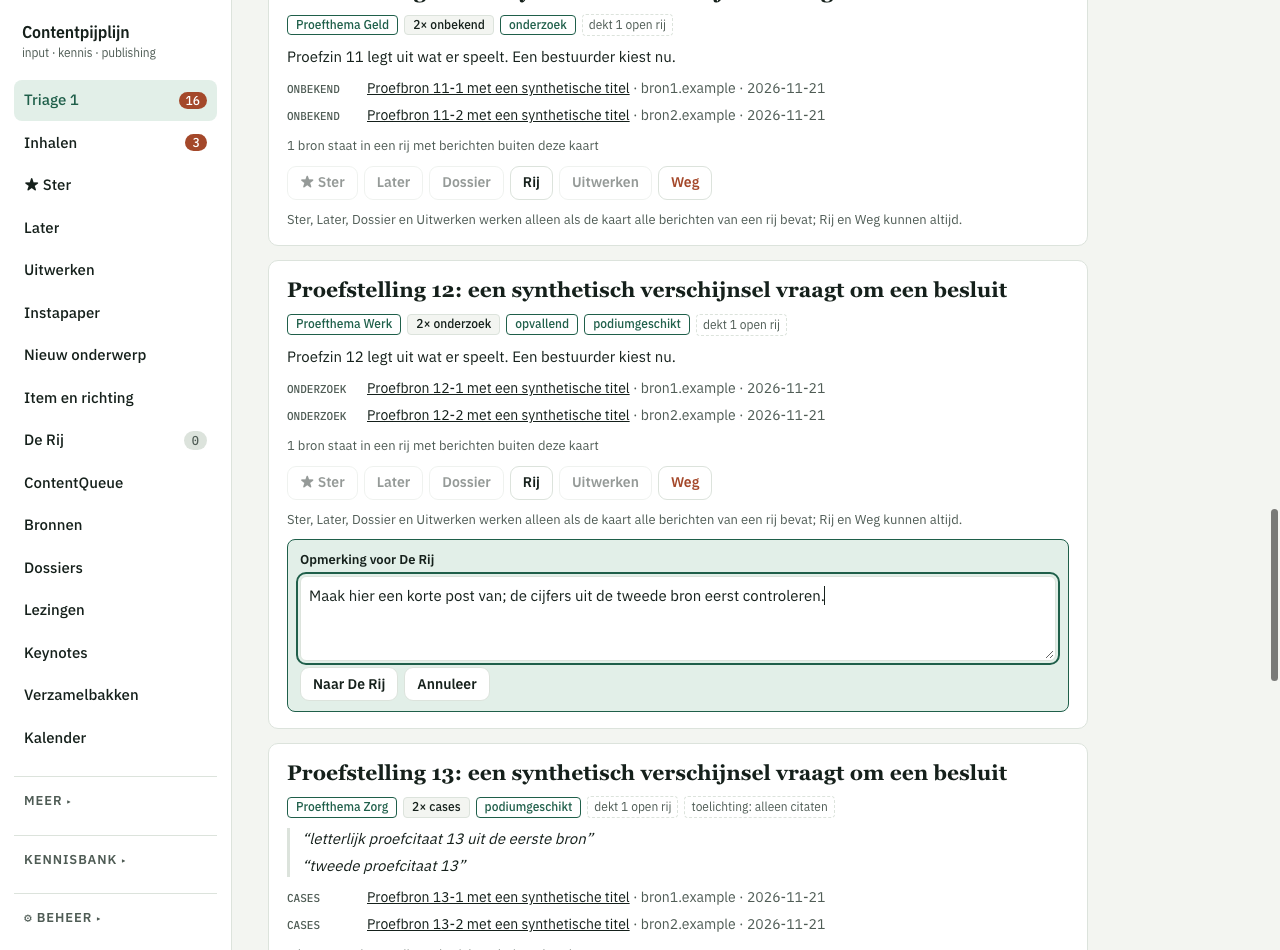 Contentpijplijn
input · kennis · publishing
Triage 1 16
Inhalen 3
★ Ster
Later
Uitwerken
Instapaper
Nieuw onderwerp
Item en richting
De Rij 0
ContentQueue
Bronnen
Dossiers
Lezingen
Keynotes
Verzamelbakken
Kalender
MEER ▸
KENNISBANK ▸
⚙ BEHEER ▸
Proefthema Geld 2× onbekend onderzoek dekt 1 open rij
Proefzin 11 legt uit wat er speelt. Een bestuurder kiest nu.
ONBEKEND Proefbron 11-1 met een synthetische titel · bron1.example · 2026-11-21
ONBEKEND Proefbron 11-2 met een synthetische titel · bron2.example · 2026-11-21
1 bron staat in een rij met berichten buiten deze kaart
★ Ster Later Dossier Rij Uitwerken Weg
Ster, Later, Dossier en Uitwerken werken alleen als de kaart alle berichten van een rij bevat; Rij en Weg kunnen altijd.
Proefstelling 12: een synthetisch verschijnsel vraagt om een besluit
Proefthema Werk 2× onderzoek opvallend podiumgeschikt dekt 1 open rij
Proefzin 12 legt uit wat er speelt. Een bestuurder kiest nu.
ONDERZOEK Proefbron 12-1 met een synthetische titel · bron1.example · 2026-11-21
ONDERZOEK Proefbron 12-2 met een synthetische titel · bron2.example · 2026-11-21
1 bron staat in een rij met berichten buiten deze kaart
★ Ster Later Dossier Rij Uitwerken Weg
Ster, Later, Dossier en Uitwerken werken alleen als de kaart alle berichten van een rij bevat; Rij en Weg kunnen altijd.
Opmerking voor De Rij
Maak hier een korte post van; de cijfers uit de tweede bron eerst controleren.
Naar De Rij Annuleer
Proefstelling 13: een synthetisch verschijnsel vraagt om een besluit
Proefthema Zorg 2× cases podiumgeschikt dekt 1 open rij toelichting: alleen citaten
“letterlijk proefcitaat 13 uit de eerste bron”
“tweede proefcitaat 13”
CASES Proefbron 13-1 met een synthetische titel · bron1.example · 2026-11-21
CASES Proefbron 13-2 met een synthetische titel · bron2.example · 2026-11-21